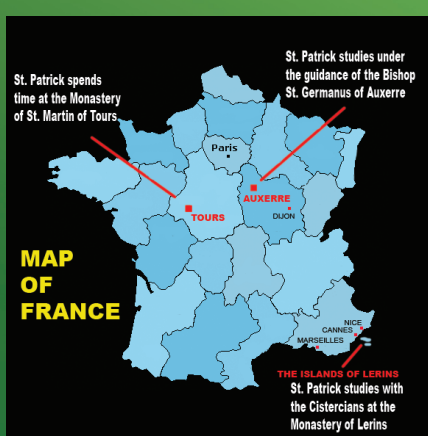 St. Patrick studies under
the guidance of the Bishop
St. Germanus of Auxerre
St. Patrick spends
time at the Monastery
of St. Martin of Tours
Paris
AUXERRE
DIJON
TOURS
MAP
OF
FRANCE
NICE
CANNES
MARSEILLES
THE ISLANDS OF LERINS
St. Patrick studies with
the Cistercians at the
Monastery of Lerins